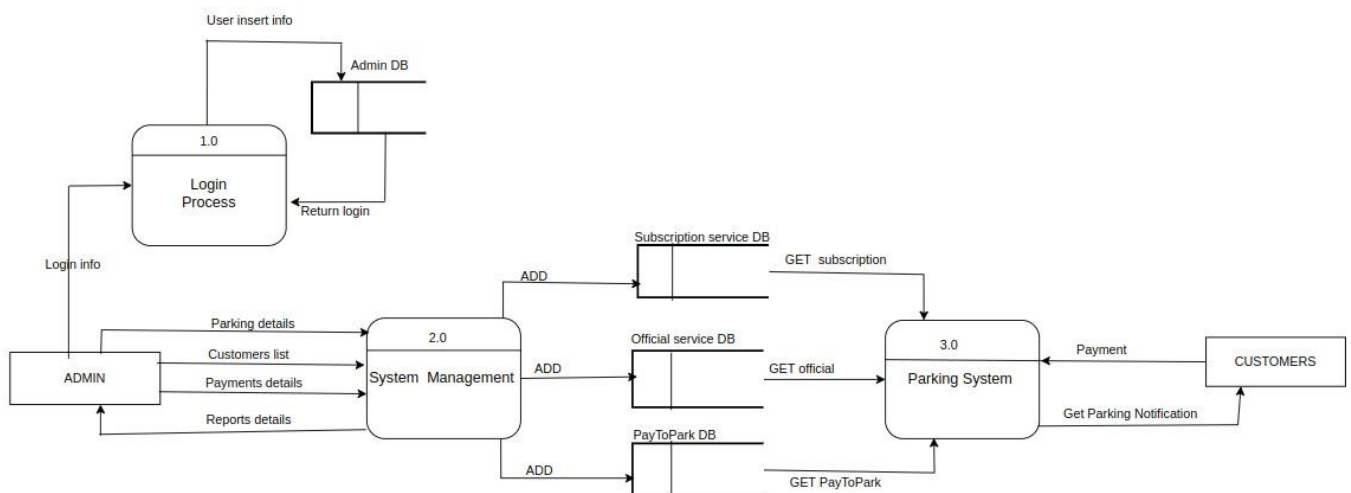 User insert info
Admin DB
1.0
Login
Process
Return login
Login info
Subscription service DB
GET subscription
ADD
Parking details
2.0
Official service DB
3.0
Customers list
System Management
ADD
GET official
Parking System
Payment
CUSTOMERS
ADMIN
Payments details
Reports details
Get Parking Notification
PayToPark DB
ADD
GET PayToPark